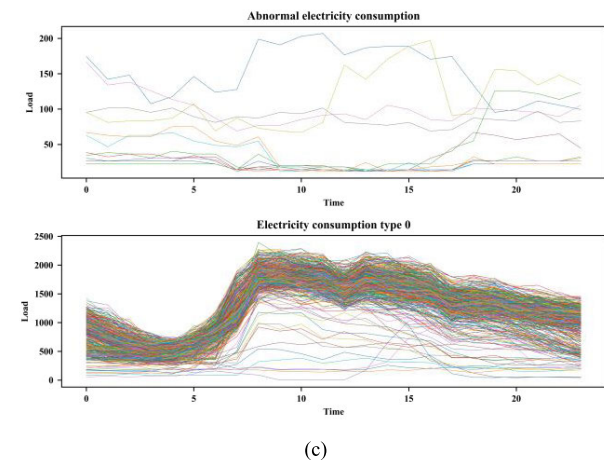 Abnormal electricity consumption
200
150
100
50
Load
0 5 10 15 20
Time
Electricity consumption type 0
2500
2000
1500
1000
500
0
Load
0 5 10 15 20
Time
(c)